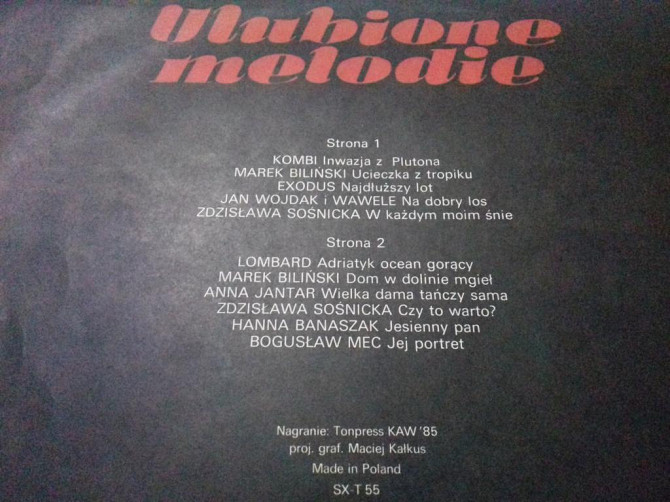 Ulubione
melodie
Strona 1
KOMBI Inwazja z Plutona
MAREK BILIŃSKI Ucieczka z tropiku
EXODUS Najdłuższy lot
JAN WOJDAK i WAWELE Na dobry los
ZDZISŁAWA SOŚNICKA W każdym moim śnie
Strona 2
LOMBARD Adriatyk ocean gorący
MAREK BILIŃSKI Dom w dolinie mgieł
ANNA JANTAR Wielka dama tańczy sama
ZDZISŁAWA SOŚNICKA Czy to warto?
HANNA BANASZAK Jesienny pan
BOGUSŁAW MEC Jej portret
Nagranie: Tonpress KAW '85
proj. graf. Maciej Kałkus
Made in Poland
SX-T 55